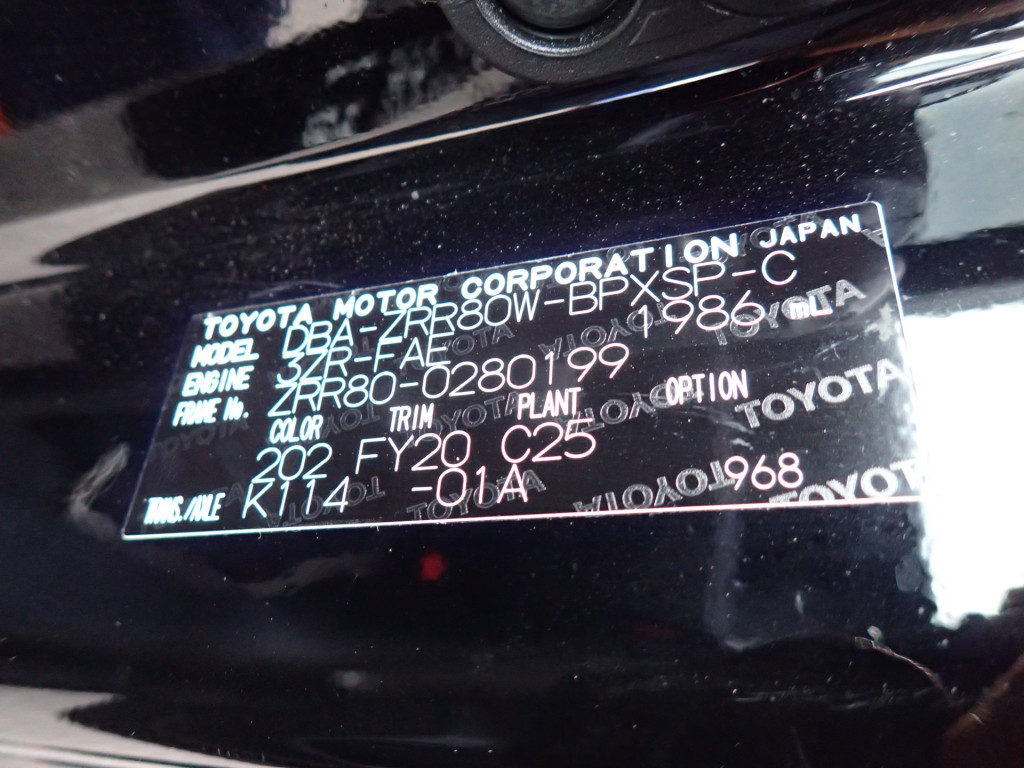 TOYOTA MOTOR CORPORATION JAPAN
MODEL DBA-ZRR80W-BPXSP-C
ENGINE 3ZR-FAE 1986 mL
FRAME No. ZRR80-0280199
COLOR TRIM PLANT OPTION
202 FY20 C25
TRANS./AXLE K114 -01A 968